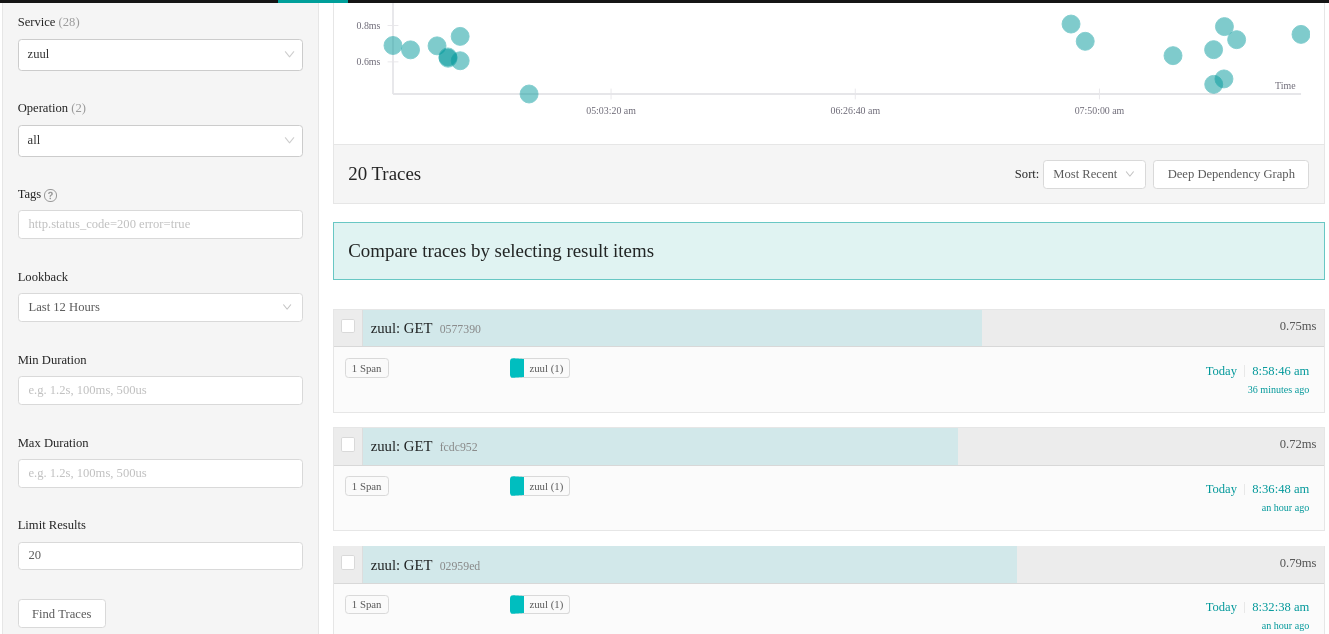 Service (28)
zuul
Operation (2)
all
Tags ?
http.status_code=200 error=true
Lookback
Last 12 Hours
Min Duration
e.g. 1.2s, 100ms, 500us
Max Duration
e.g. 1.2s, 100ms, 500us
Limit Results
20
Find Traces
0.8ms
0.6ms
Time
05:03:20 am 06:26:40 am 07:50:00 am
20 Traces
Sort: Most Recent Deep Dependency Graph
Compare traces by selecting result items
zuul: GET 0577390 0.75ms
1 Span zuul (1) Today 8:58:46 am
36 minutes ago
zuul: GET fcdc952 0.72ms
1 Span zuul (1) Today 8:36:48 am
an hour ago
zuul: GET 02959ed 0.79ms
1 Span zuul (1) Today 8:32:38 am
an hour ago